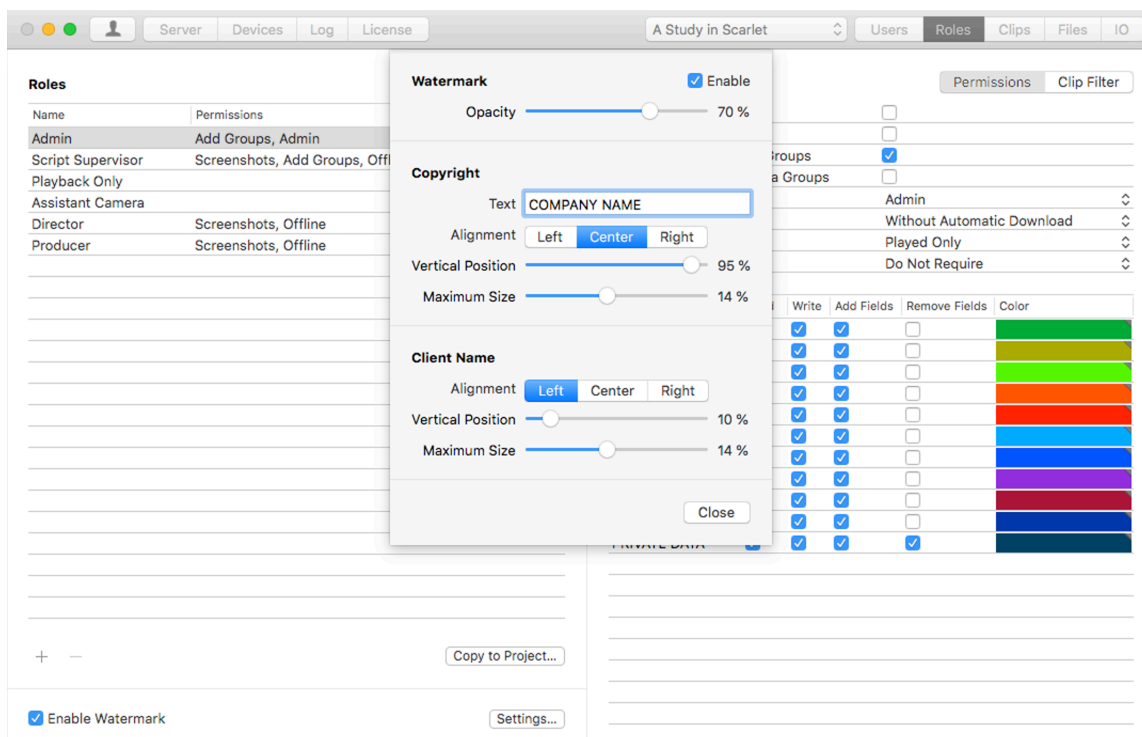 Server Devices Log License A Study in Scarlet Users Roles Clips Files IO
Roles
Name Permissions
Admin Add Groups, Admin
Script Supervisor Screenshots, Add Groups, Offl
Playback Only
Assistant Camera
Director Screenshots, Offline
Producer Screenshots, Offline
Copy to Project...
Enable Watermark Settings...
Watermark Enable
Opacity 70 %
Copyright
Text COMPANY NAME
Alignment Left Center Right
Vertical Position 95 %
Maximum Size 14 %
Client Name
Alignment Left Center Right
Vertical Position 10 %
Maximum Size 14 %
Close
Permissions Clip Filter
Groups
a Groups
Admin
Without Automatic Download
Played Only
Do Not Require
Write Add Fields Remove Fields Color
PRIVATE DATA